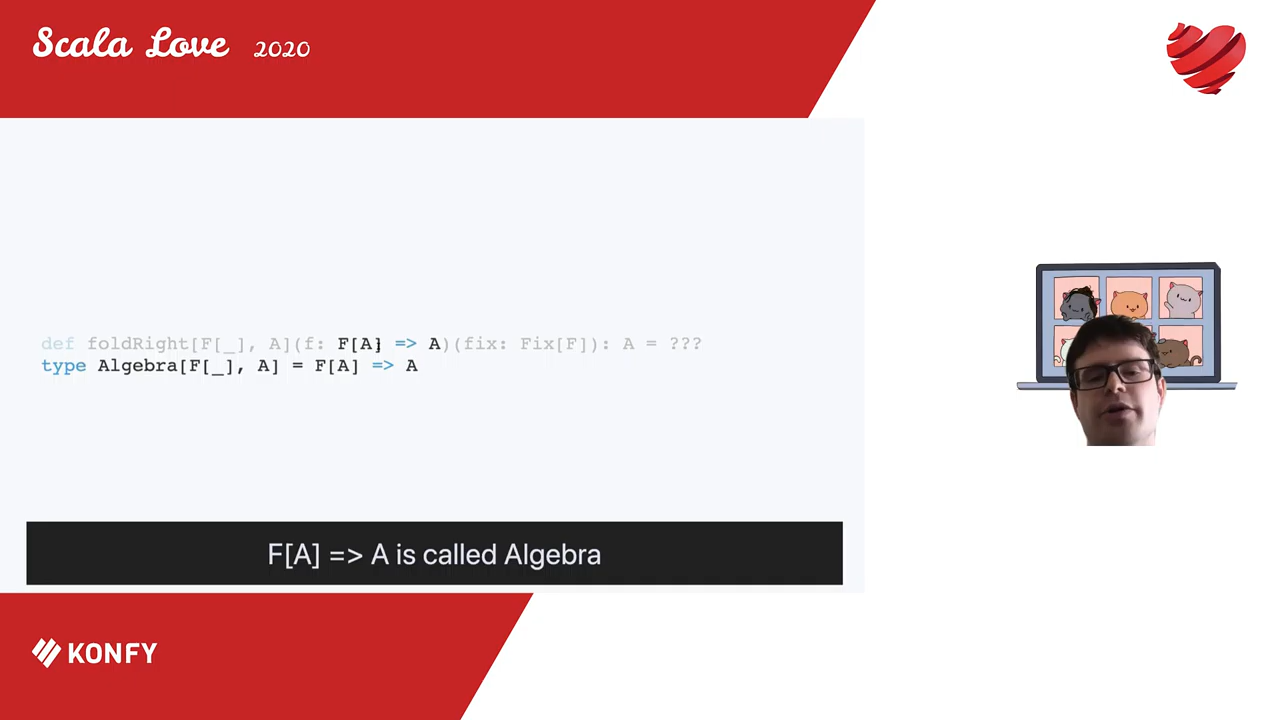 Scala Love 2020
def foldRight[F[_], A](f: F[A] => A)(fix: Fix[F]): A = ???
type Algebra[F[_], A] = F[A] => A
F[A] => A is called Algebra
KONFY